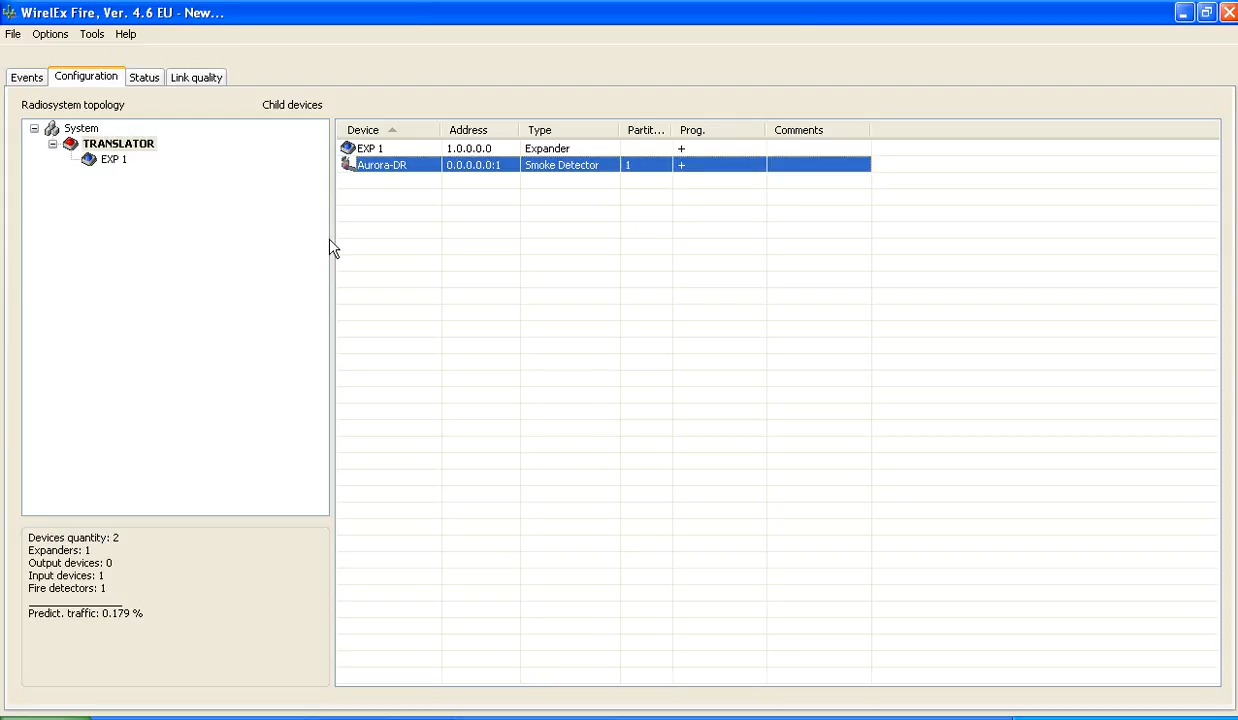 WirelEx Fire, Ver. 4.6 EU - New...
File Options Tools Help
Events Configuration Status Link quality
Radiosystem topology Child devices
System
TRANSLATOR
EXP 1
Device Address Type Partit... Prog. Comments
EXP 1 1.0.0.0.0 Expander +
Aurora-DR 0.0.0.0.0:1 Smoke Detector 1 +
Devices quantity: 2
Expanders: 1
Output devices: 0
Input devices: 1
Fire detectors: 1
Predict. traffic: 0.179 %